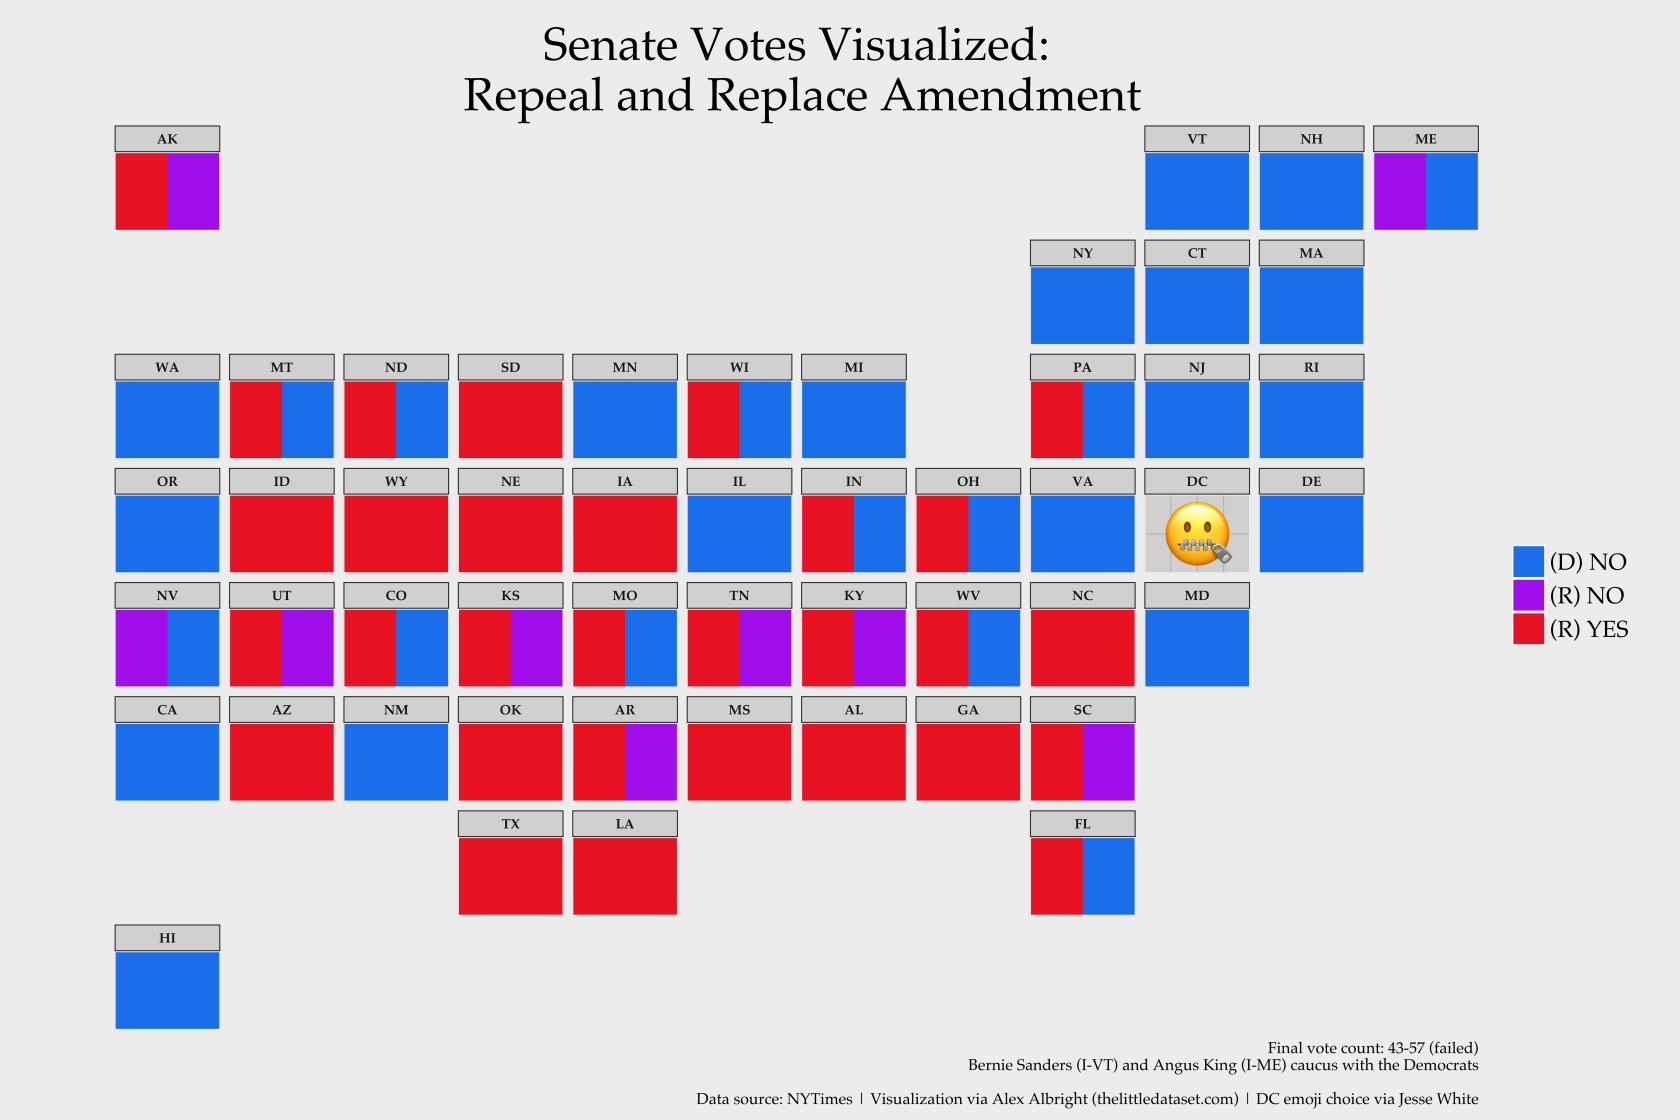 Senate Votes Visualized:
Repeal and Replace Amendment
AK VT NH ME
NY CT MA
WA MT ND SD MN WI MI PA NJ RI
OR ID WY NE IA IL IN OH VA DC DE
(D) NO
(R) NO
(R) YES
NV UT CO KS MO TN KY WV NC MD
CA AZ NM OK AR MS AL GA SC
TX LA FL
HI
Final vote count: 43-57 (failed)
Bernie Sanders (I-VT) and Angus King (I-ME) caucus with the Democrats
Data source: NYTimes | Visualization via Alex Albright (thelittledataset.com) | DC emoji choice via Jesse White